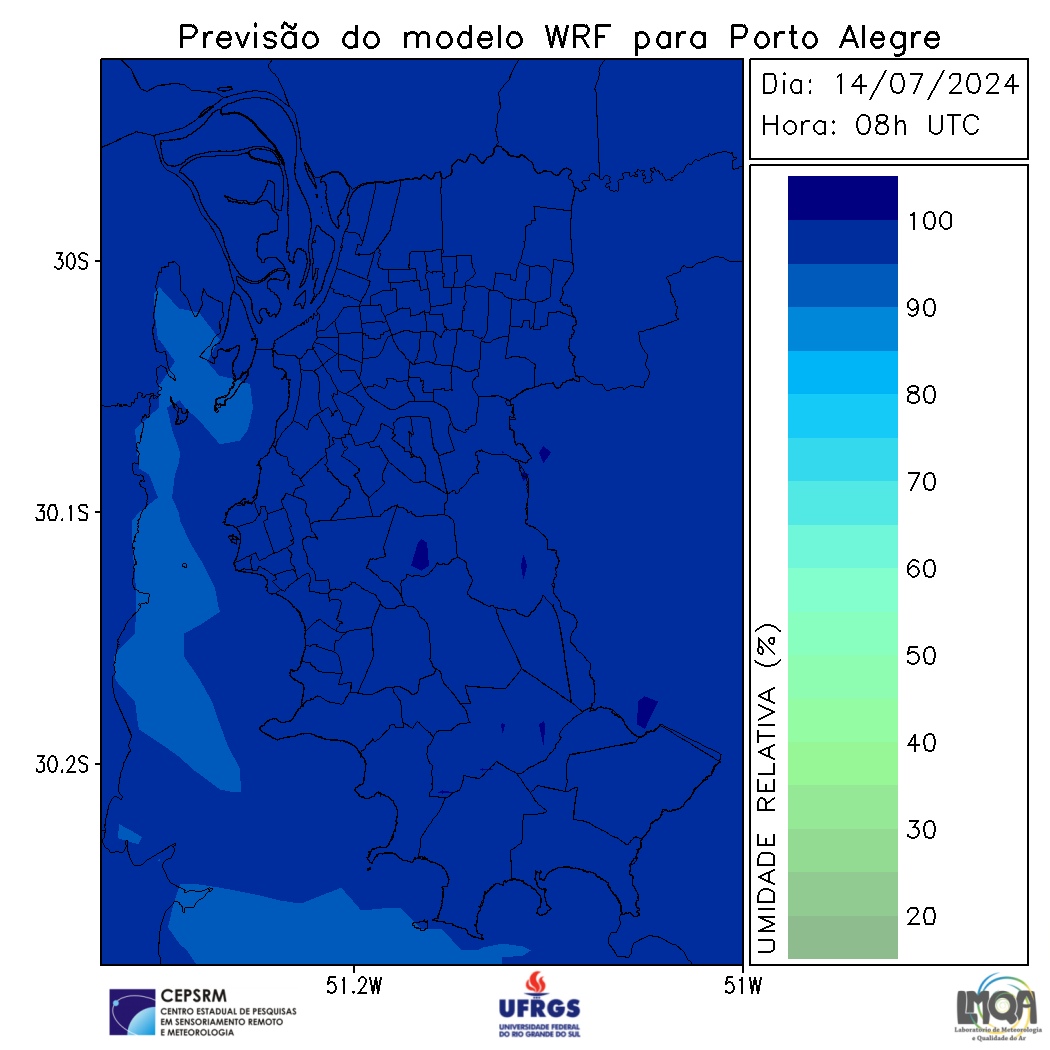 Previsão do modelo WRF para Porto Alegre
Dia: 14/07/2024
Hora: 08h UTC
100
90
80
70
60
50
40
30
20
UMIDADE RELATIVA (%)
30S
30.1S
30.2S
51.2W
51W
CEPSRM
CENTRO ESTADUAL DE PESQUISAS
EM SENSORIAMENTO REMOTO
E METEOROLOGIA
UFRGS
UNIVERSIDADE FEDERAL
DO RIO GRANDE DO SUL
LMQA
Laboratório de Meteorologia
e Qualidade do Ar